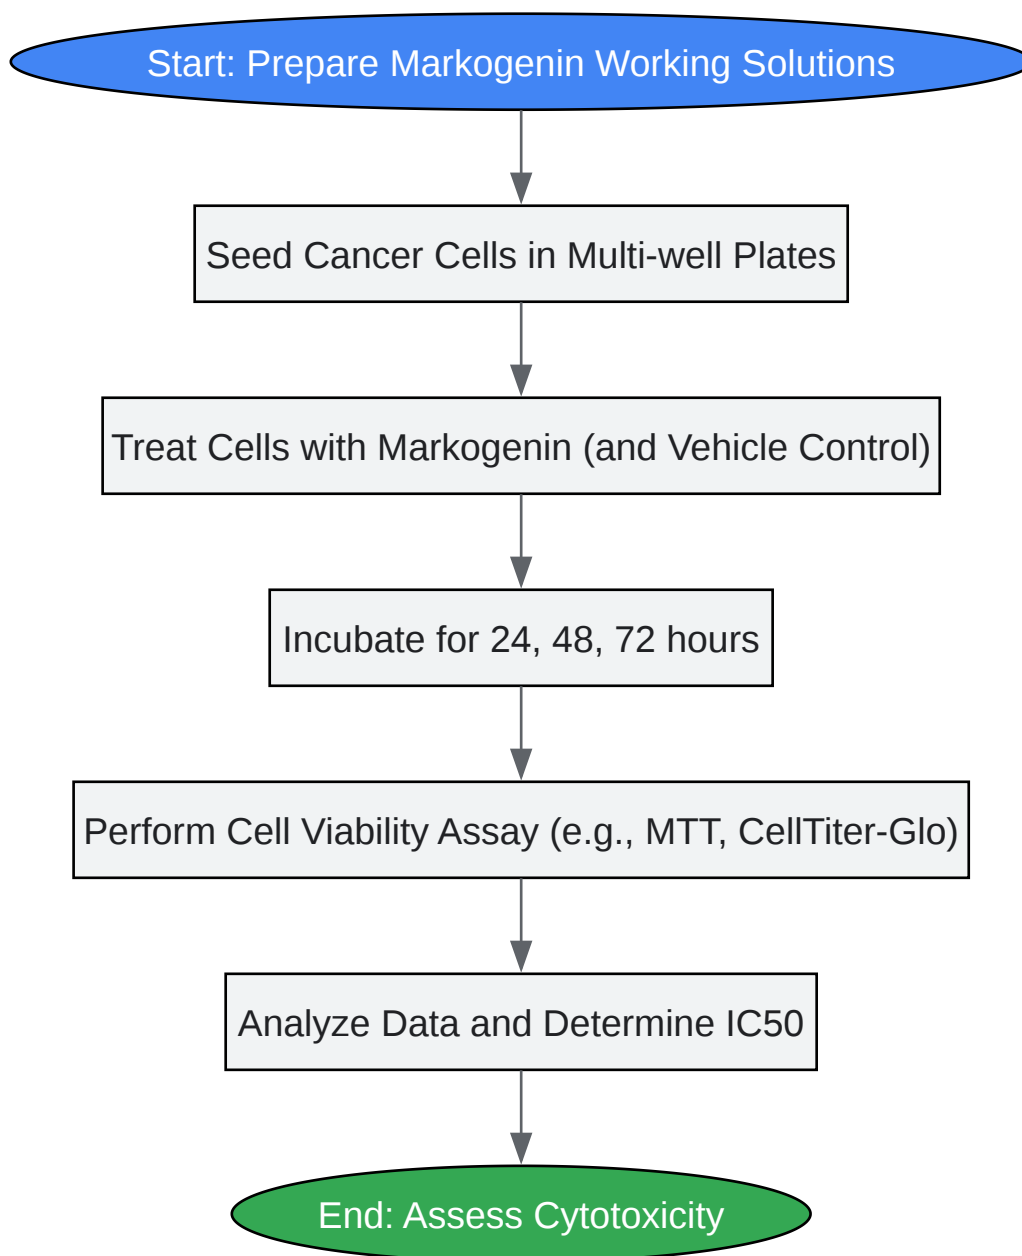 Start: Prepare Markogenin Working Solutions
Seed Cancer Cells in Multi-well Plates
Treat Cells with Markogenin (and Vehicle Control)
Incubate for 24, 48, 72 hours
Perform Cell Viability Assay (e.g., MTT, CellTiter-Glo)
Analyze Data and Determine IC50
End: Assess Cytotoxicity